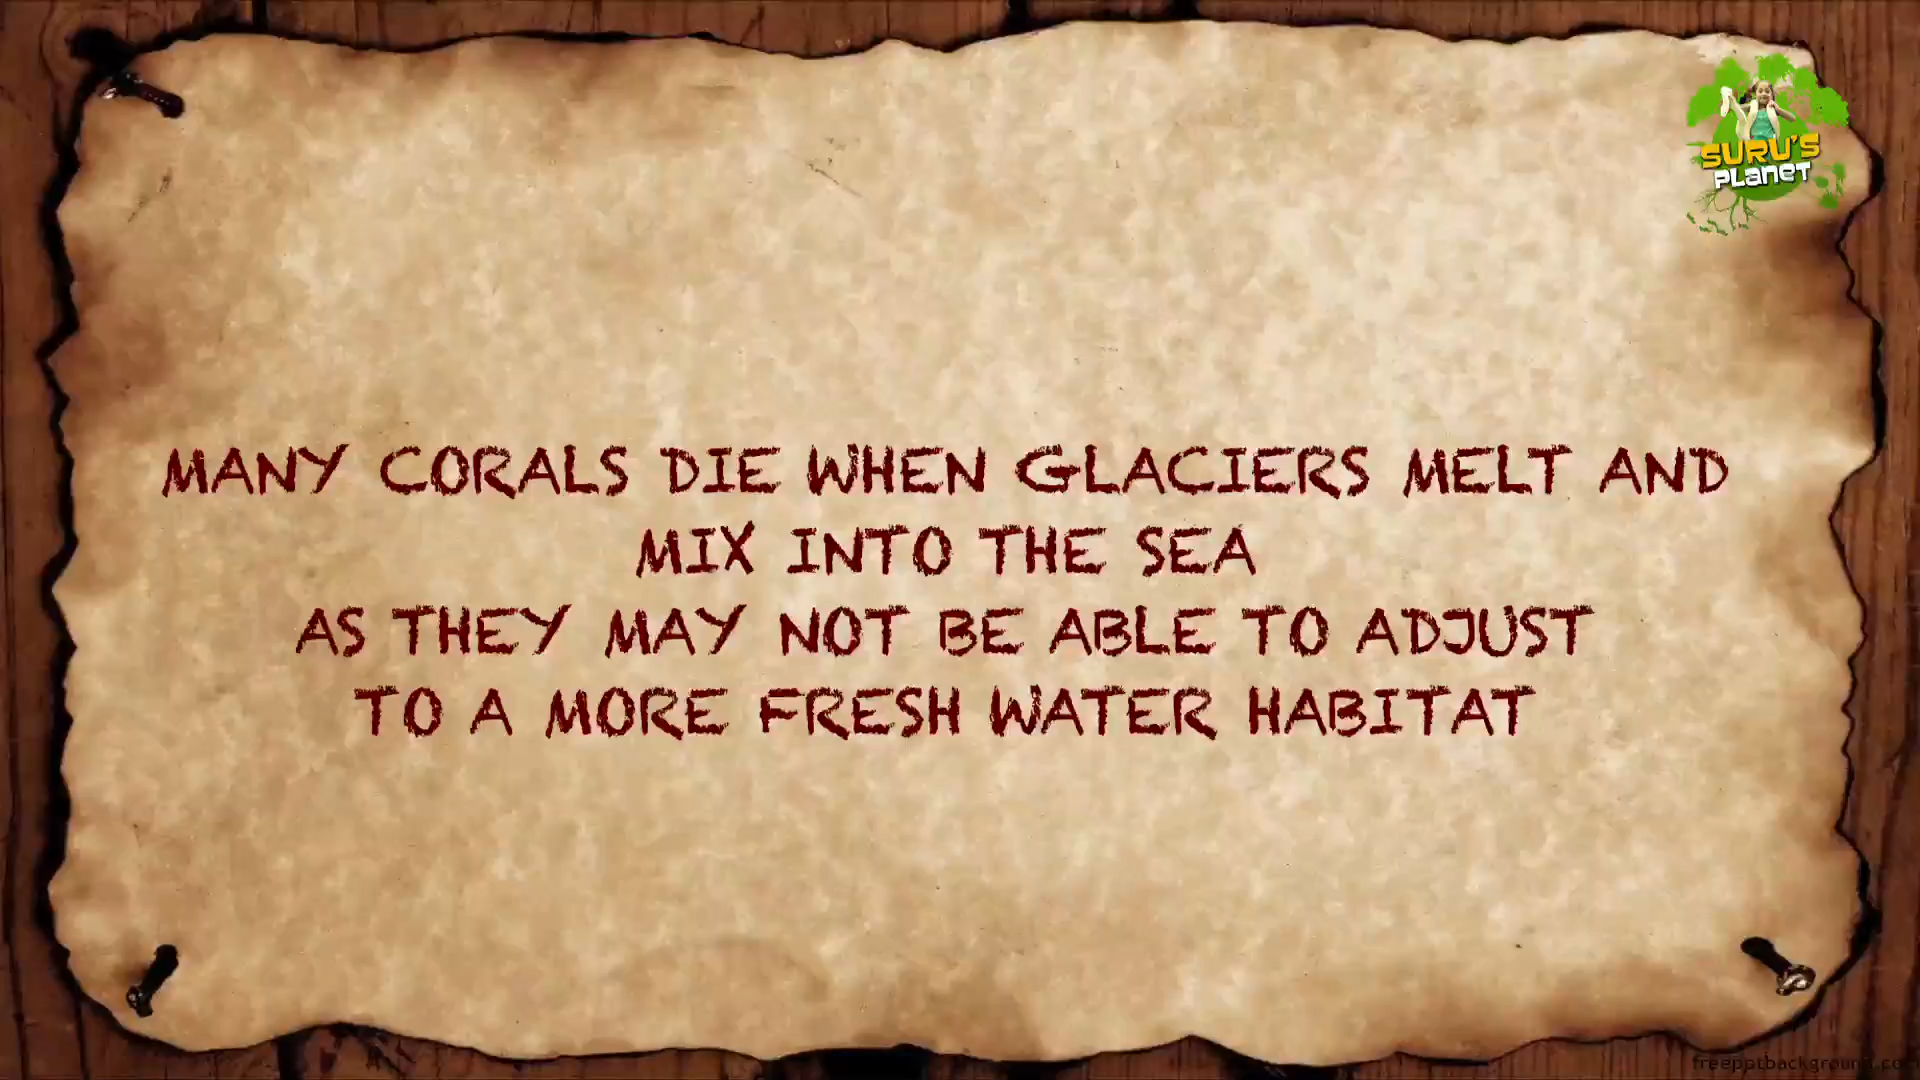 SURU'S
PLANET
MANY CORALS DIE WHEN GLACIERS MELT AND
MIX INTO THE SEA
AS THEY MAY NOT BE ABLE TO ADJUST
TO A MORE FRESH WATER HABITAT